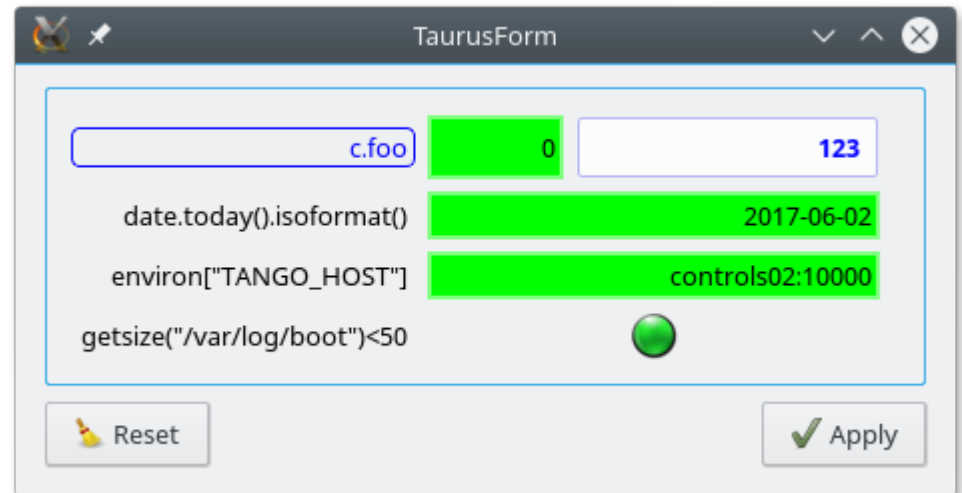 TaurusForm
c.foo 0 123
date.today().isoformat() 2017-06-02
environ["TANGO_HOST"] controls02:10000
getsize("/var/log/boot")<50
Reset Apply